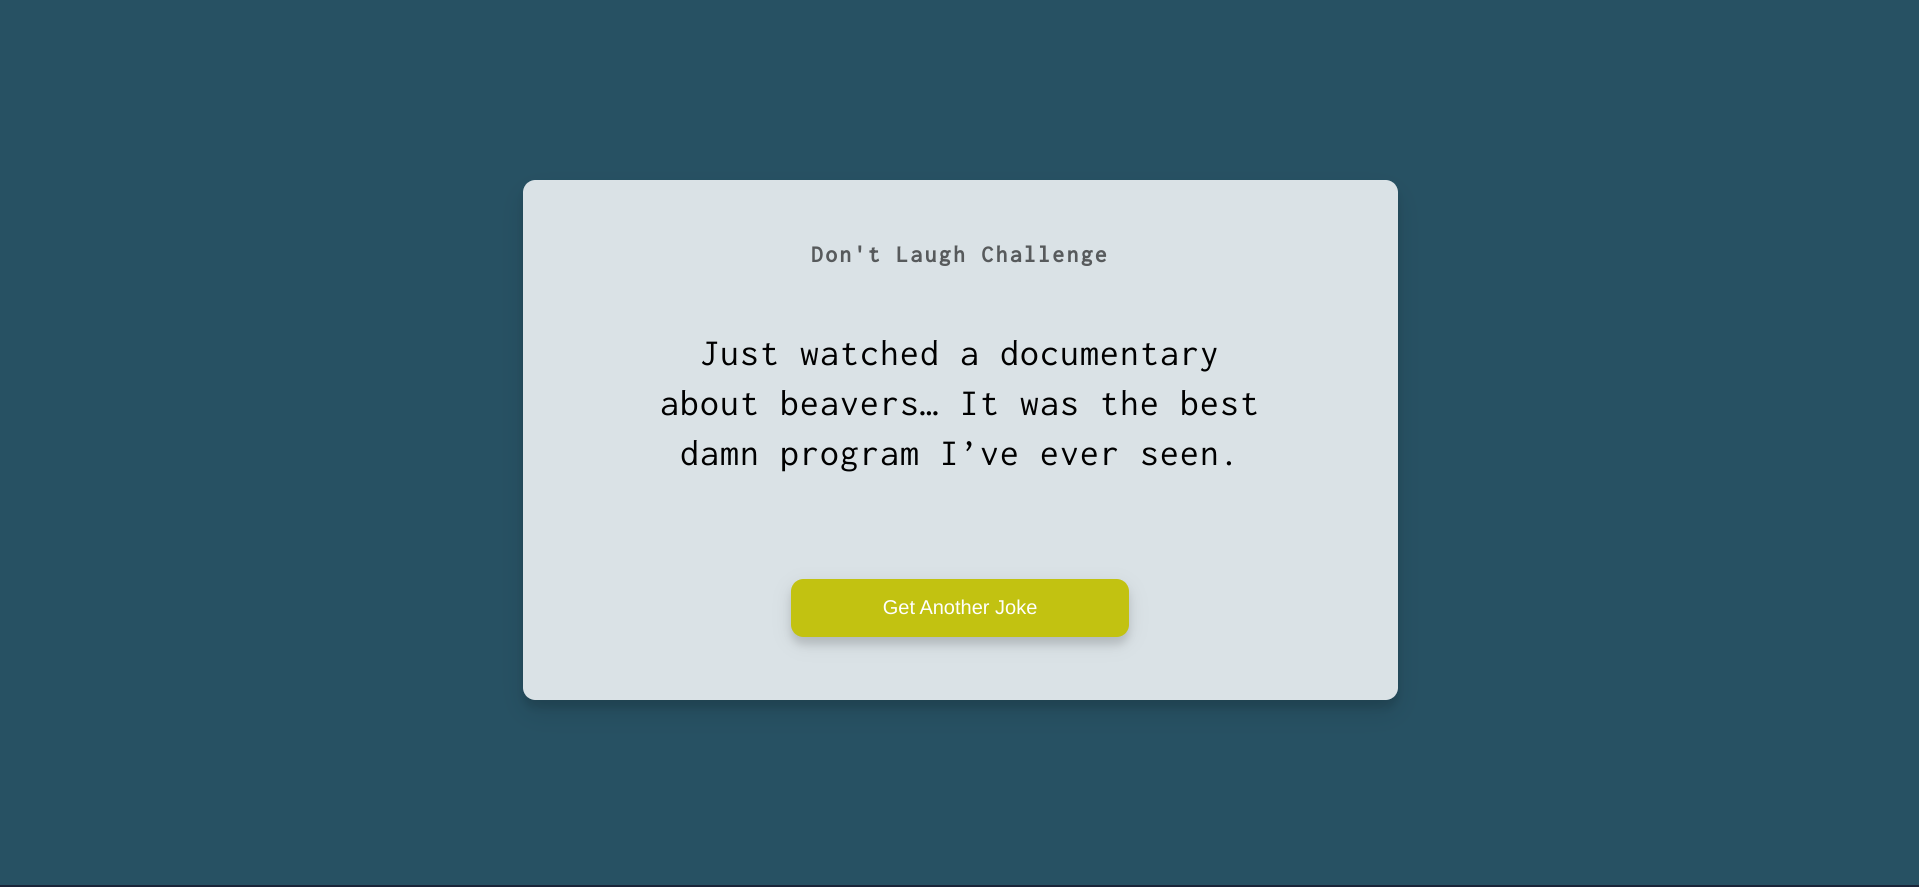 Don't Laugh Challenge
Just watched a documentary
about beavers… It was the best
damn program I’ve ever seen.
Get Another Joke